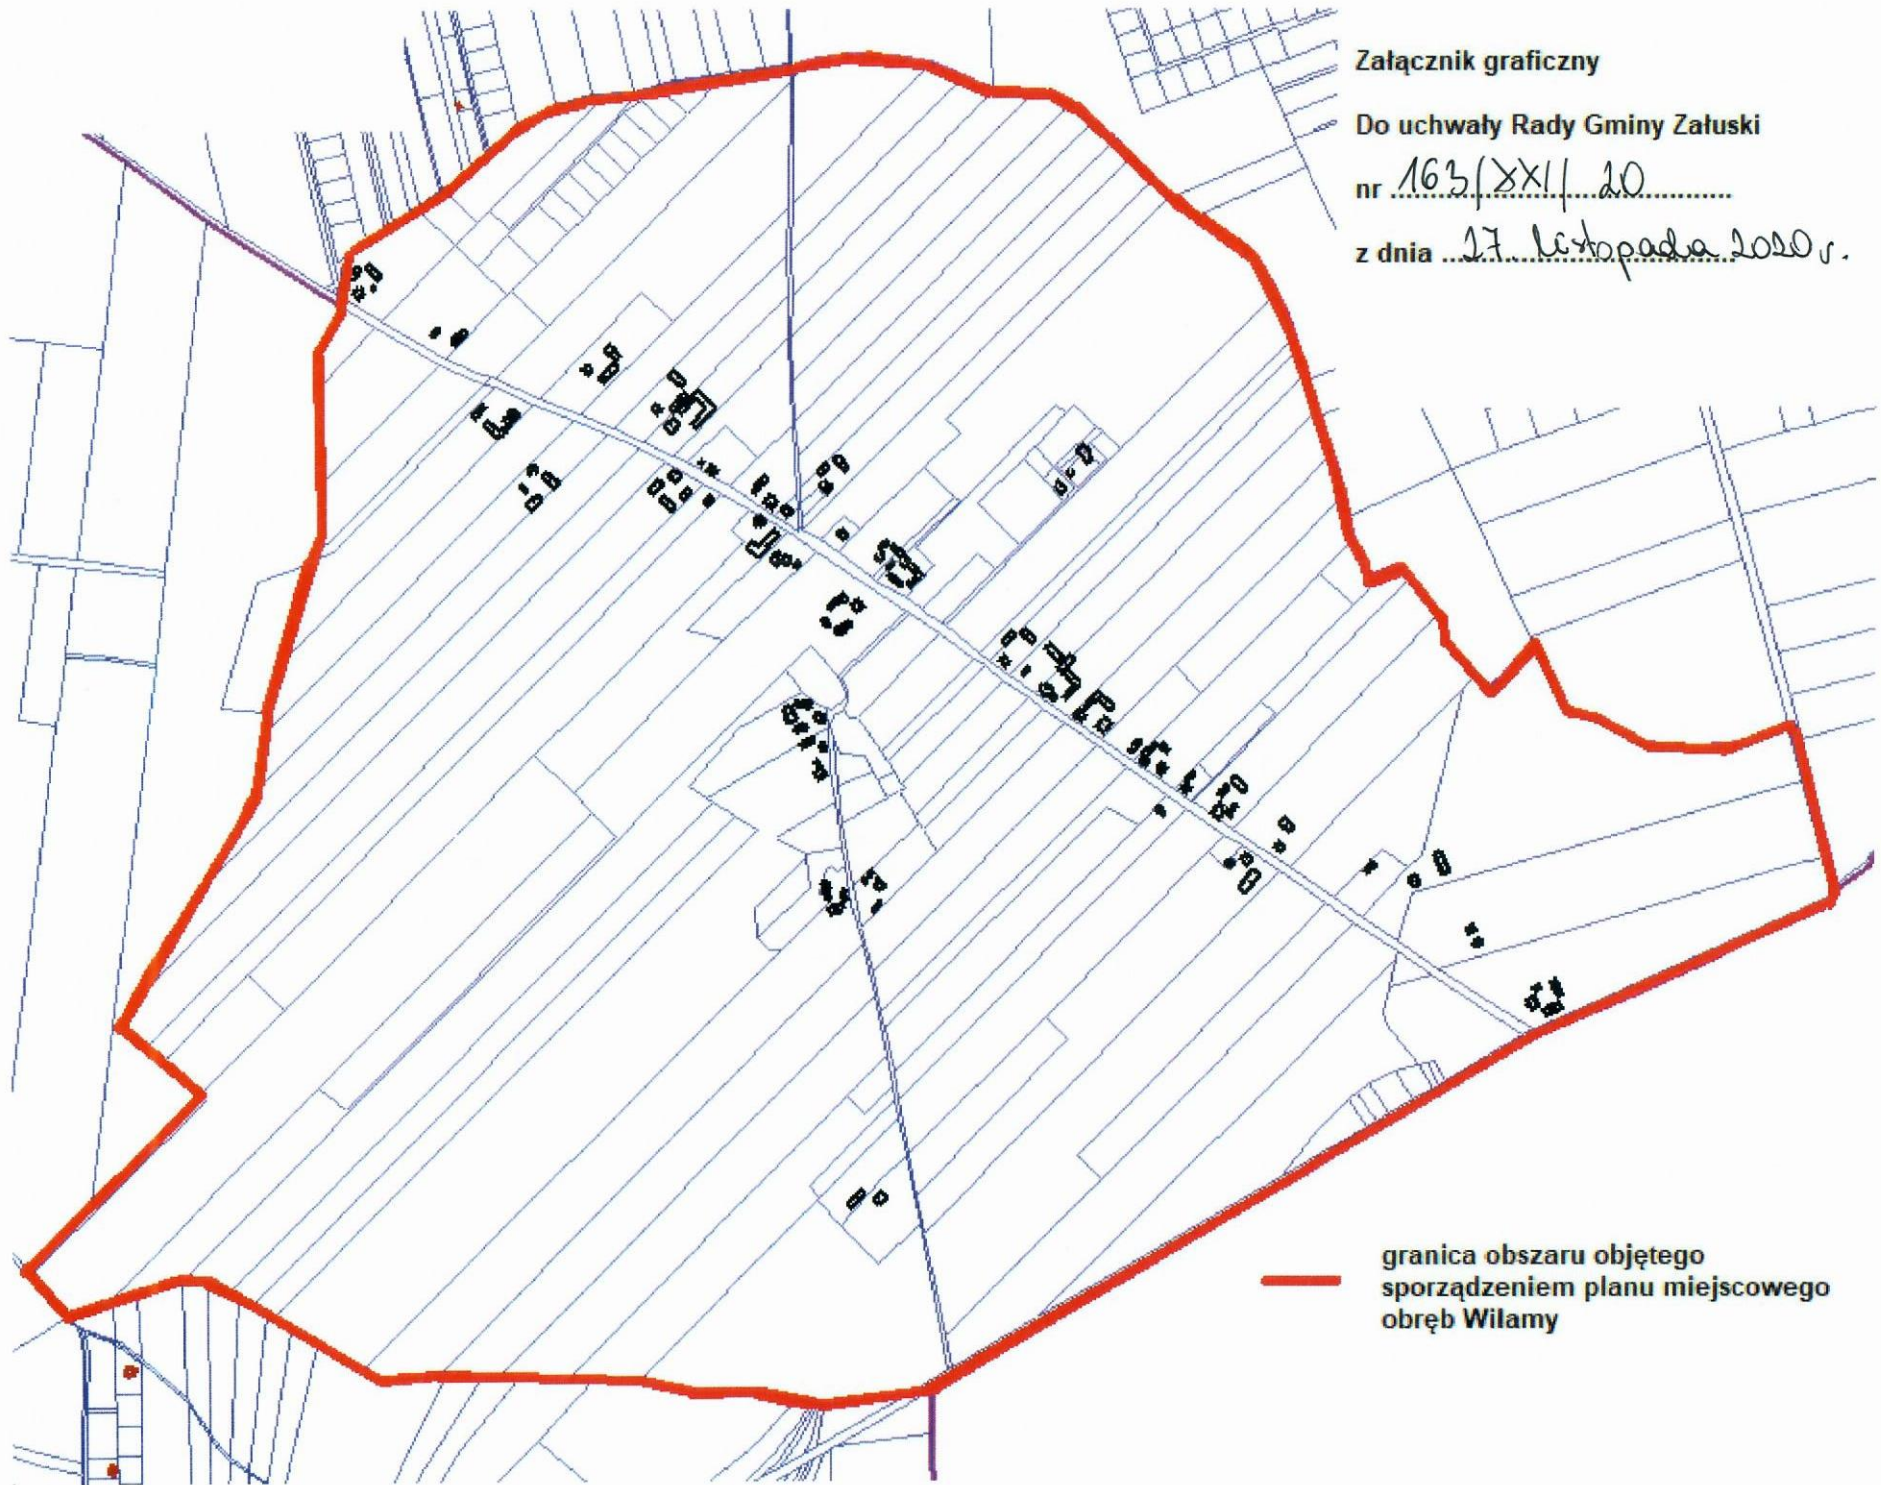 Załącznik graficzny
Do uchwały Rady Gminy Załuski
nr 163/XXI/20
z dnia 27 listopada 2020 r.
granica obszaru objętego
sporządzeniem planu miejscowego
obręb Wilamy